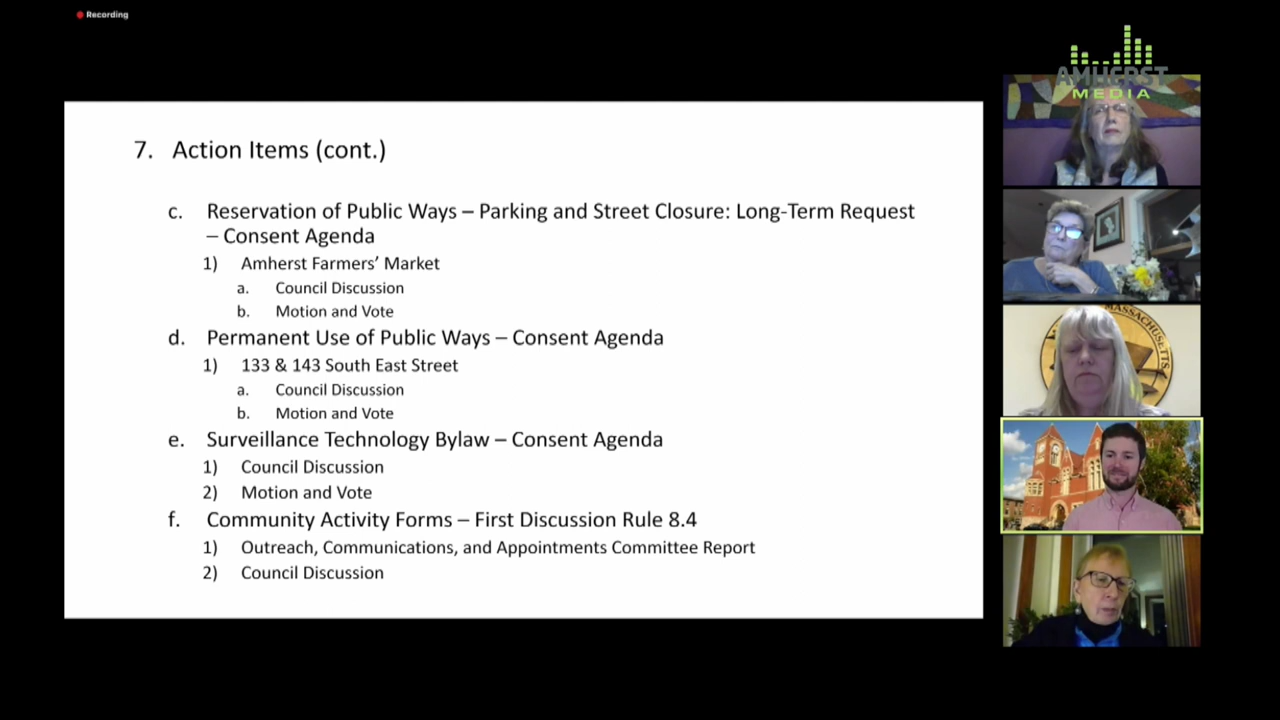 Recording
AMHERST
MEDIA
7. Action Items (cont.)
c. Reservation of Public Ways – Parking and Street Closure: Long-Term Request
– Consent Agenda
1) Amherst Farmers’ Market
a. Council Discussion
b. Motion and Vote
d. Permanent Use of Public Ways – Consent Agenda
1) 133 & 143 South East Street
a. Council Discussion
b. Motion and Vote
e. Surveillance Technology Bylaw – Consent Agenda
1) Council Discussion
2) Motion and Vote
f. Community Activity Forms – First Discussion Rule 8.4
1) Outreach, Communications, and Appointments Committee Report
2) Council Discussion
MASSACHUSETTS